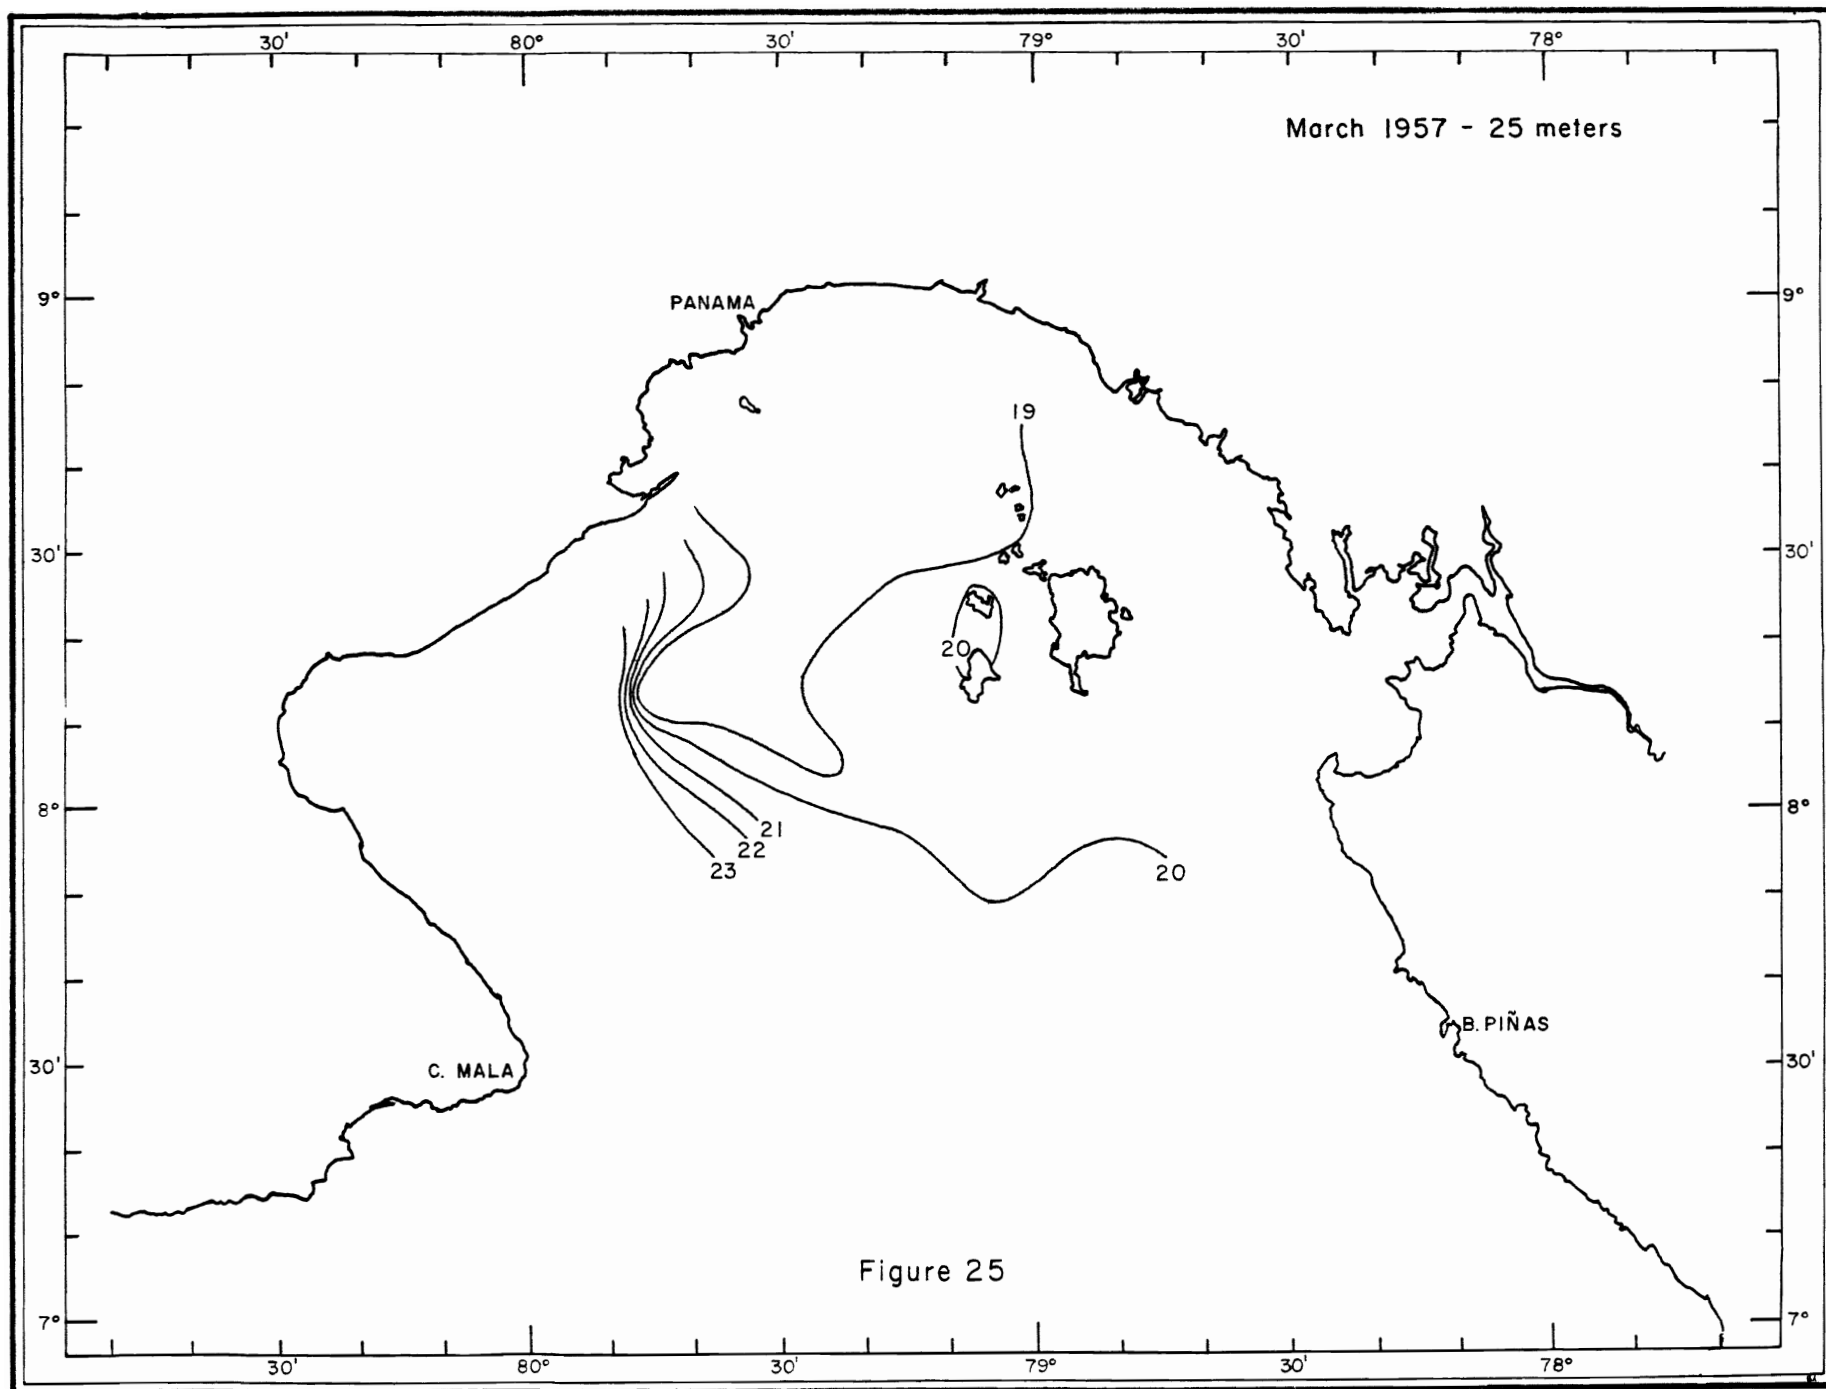 30' 80° 30' 79° 30' 78°
March 1957 - 25 meters
9° PANAMA 9°
19
30' 30'
20
8° 8°
21
22
23 20
B. PIÑAS
30' C. MALA 30'
Figure 25
7° 7°
30' 80° 30' 79° 30' 78°